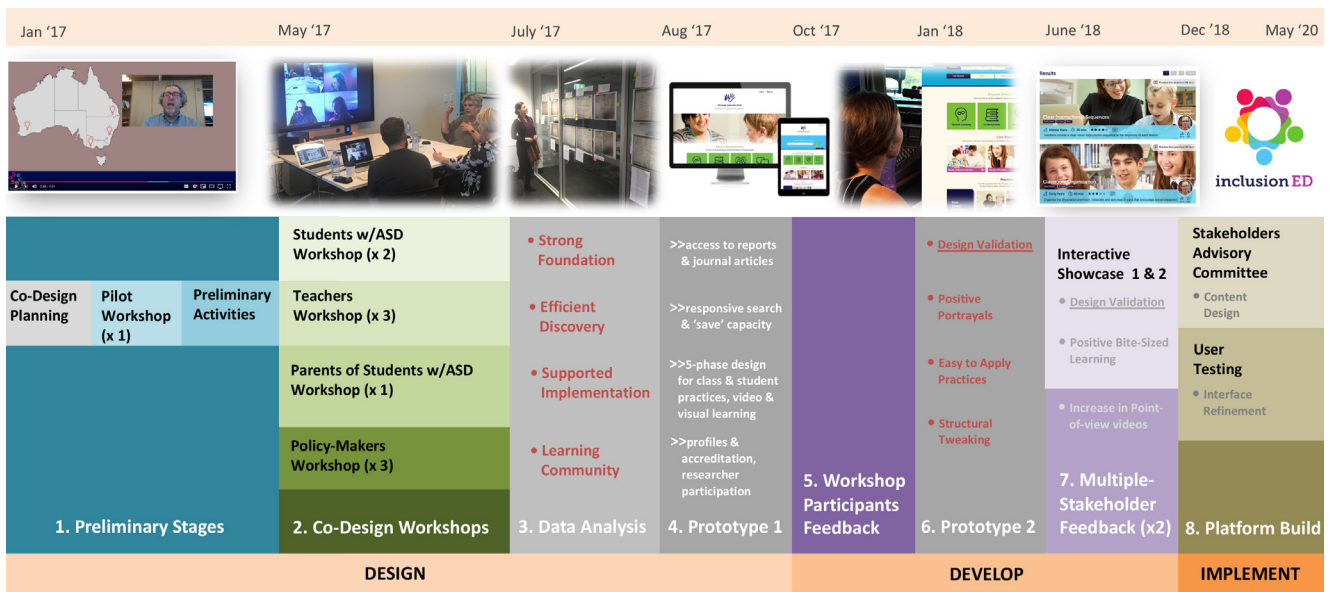 Jan ‘17
May ‘17
July ‘17
Aug ‘17
Oct ‘17
Jan ‘18
June ‘18
Dec ‘18
May ‘20
Results
Clear Instructional Sequences
inclusionED
Co-Design
Planning
Pilot
Workshop
(x 1)
Preliminary
Activities
1. Preliminary Stages
Students w/ASD
Workshop (x 2)
Teachers
Workshop (x 3)
Parents of Students w/ASD
Workshop (x 1)
Policy-Makers
Workshop (x 3)
2. Co-Design Workshops
• Strong
Foundation
• Efficient
Discovery
• Supported
Implementation
• Learning
Community
3. Data Analysis
>>access to reports
& journal articles
>>responsive search
& ‘save’ capacity
>>5-phase design
for class & student
practices, video &
visual learning
>>profiles &
accreditation,
researcher
participation
4. Prototype 1
5. Workshop
Participants
Feedback
• Design Validation
• Positive
Portrayals
• Easy to Apply
Practices
• Structural
Tweaking
6. Prototype 2
Interactive
Showcase 1 & 2
• Design Validation
• Positive Bite-Sized
Learning
• Increase in Point-
of-view videos
7. Multiple-
Stakeholder
Feedback (x2)
Stakeholders
Advisory
Committee
• Content
Design
User
Testing
• Interface
Refinement
8. Platform Build
DESIGN
DEVELOP
IMPLEMENT